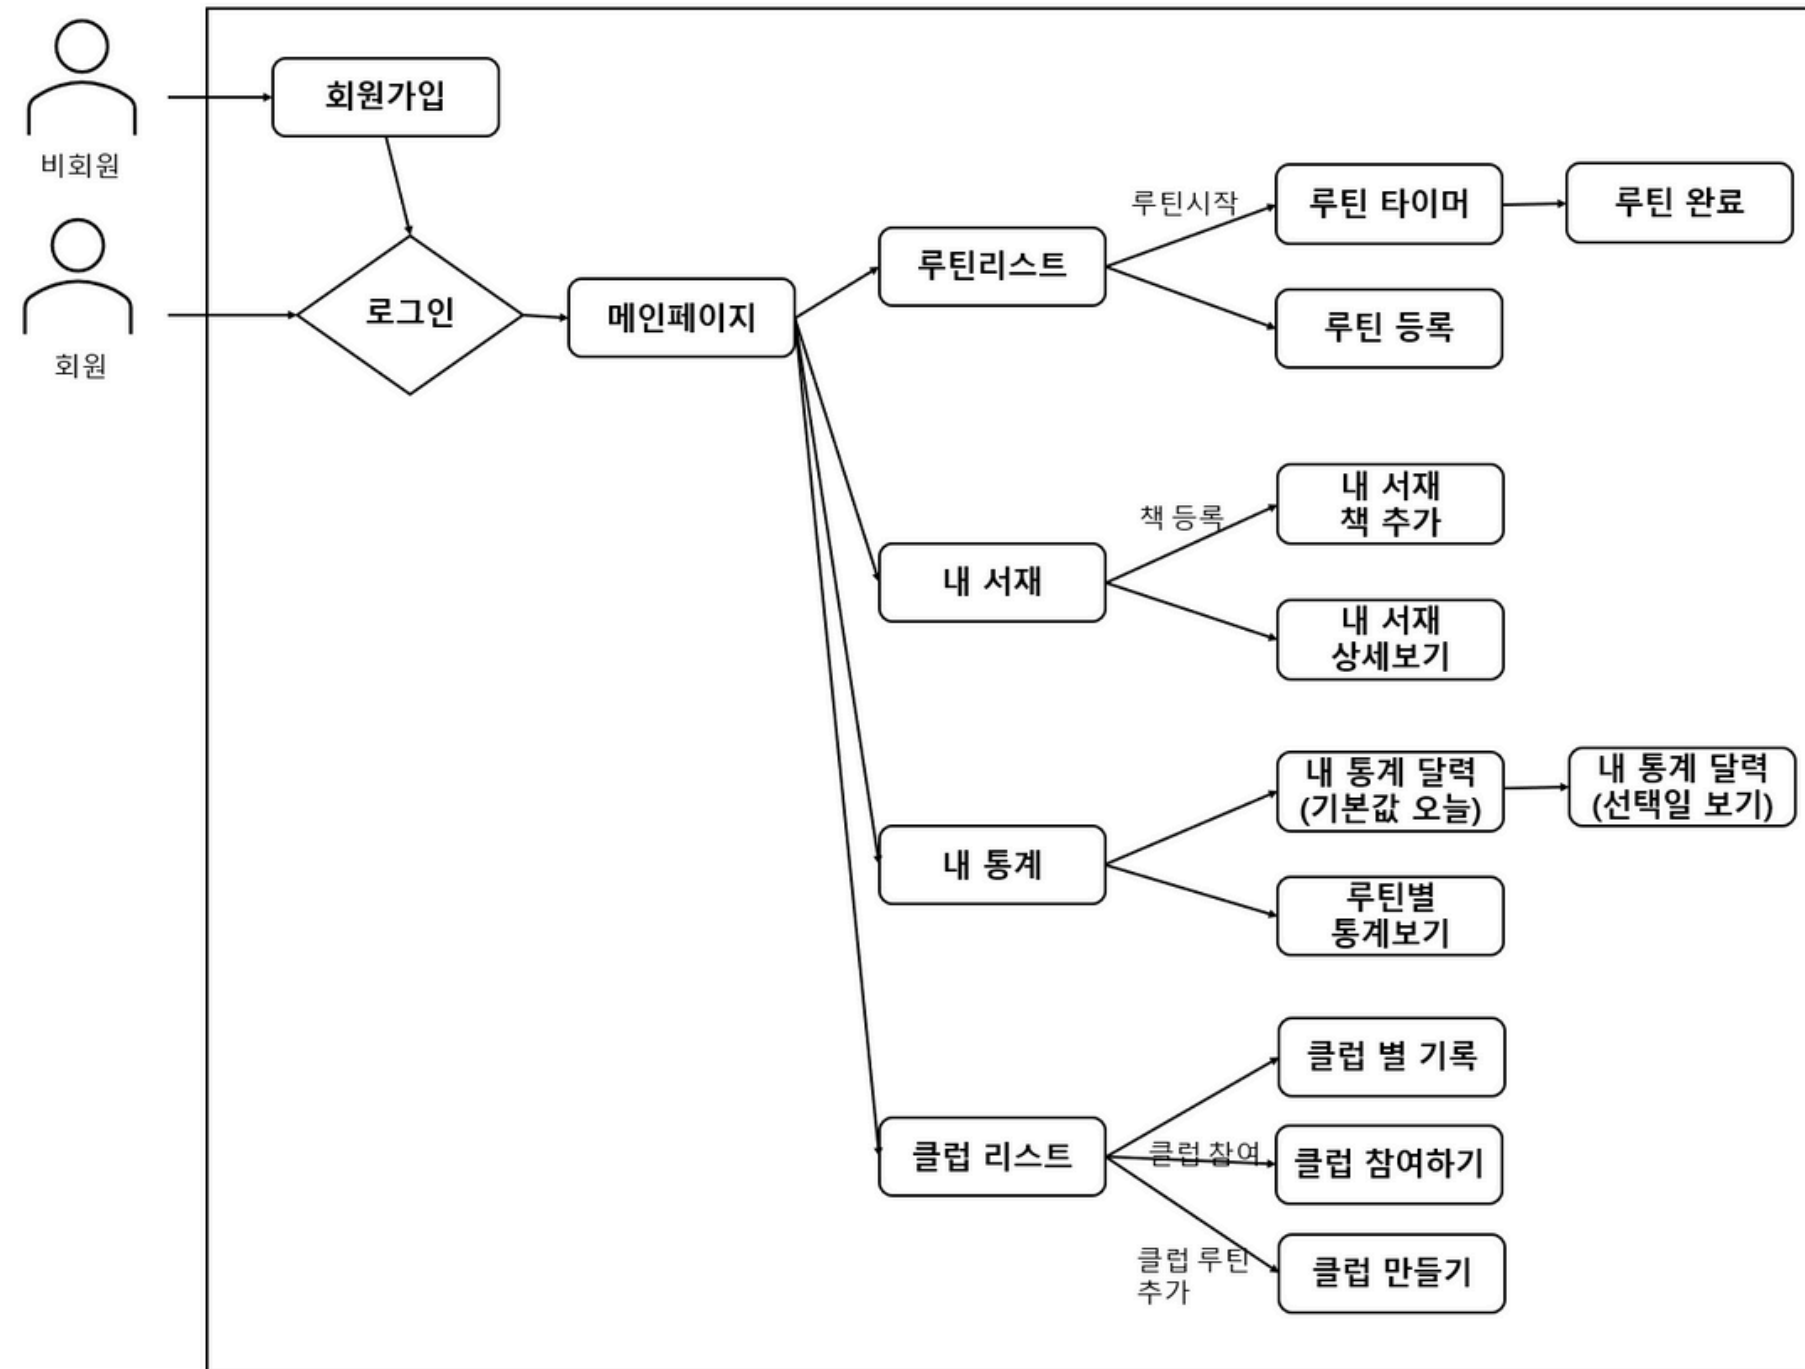 비회원
회원
회원가입
로그인
메인페이지
루틴리스트
루틴시작
루틴 타이머
루틴 완료
루틴 등록
내 서재
책 등록
내 서재
책 추가
내 서재
상세보기
내 통계
내 통계 달력
(기본값 오늘)
내 통계 달력
(선택일 보기)
루틴별
통계보기
클럽 리스트
클럽 별 기록
클럽 참여
클럽 참여하기
클럽 루틴
추가
클럽 만들기